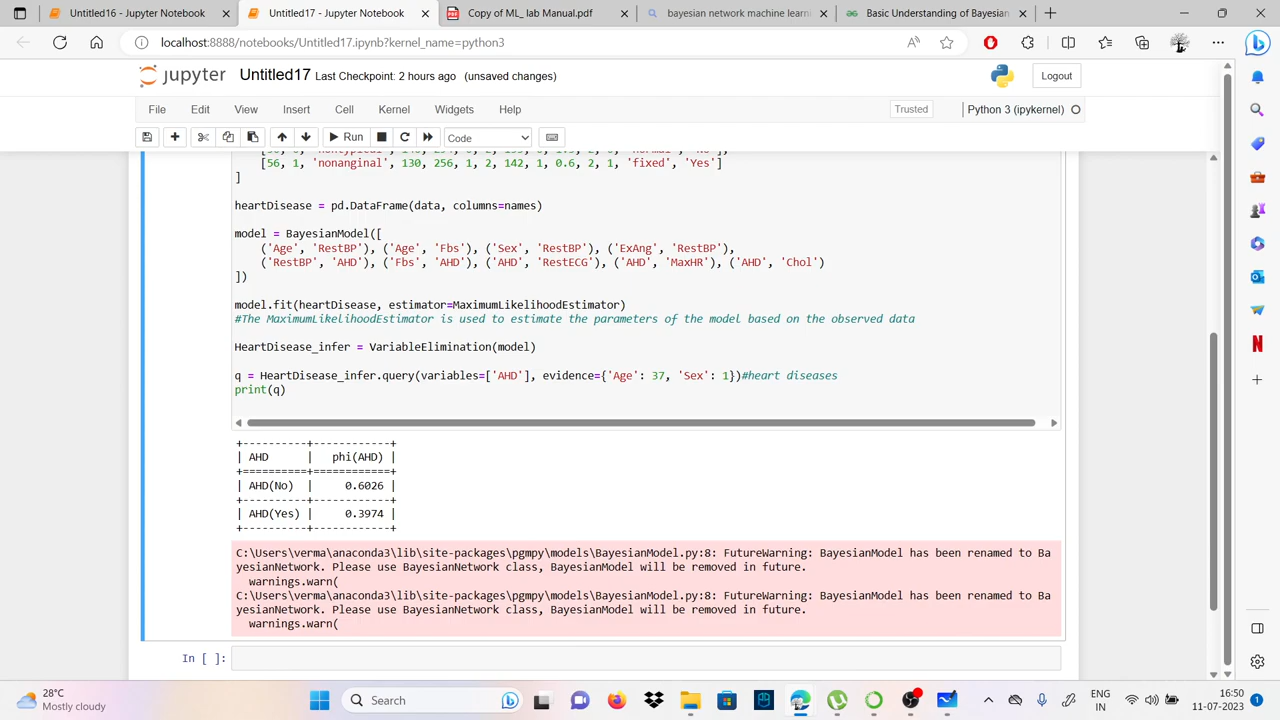 Untitled16 - Jupyter Notebook
Untitled17 - Jupyter Notebook
Copy of ML_ lab Manual.pdf
bayesian network machine learni
Basic Understanding of Bayesian
localhost:8888/notebooks/Untitled17.ipynb?kernel_name=python3
jupyter Untitled17 Last Checkpoint: 2 hours ago (unsaved changes)
Logout
File Edit View Insert Cell Kernel Widgets Help
Trusted
Python 3 (ipykernel)
Run
Code
[56, 1, 'nonanginal', 130, 256, 1, 2, 142, 1, 0.6, 2, 1, 'fixed', 'Yes']
]
heartDisease = pd.DataFrame(data, columns=names)
model = BayesianModel([
('Age', 'RestBP'), ('Age', 'Fbs'), ('Sex', 'RestBP'), ('ExAng', 'RestBP'),
('RestBP', 'AHD'), ('Fbs', 'AHD'), ('AHD', 'RestECG'), ('AHD', 'MaxHR'), ('AHD', 'Chol')
])
model.fit(heartDisease, estimator=MaximumLikelihoodEstimator)
#The MaximumLikelihoodEstimator is used to estimate the parameters of the model based on the observed data
HeartDisease_infer = VariableElimination(model)
q = HeartDisease_infer.query(variables=['AHD'], evidence={'Age': 37, 'Sex': 1})#heart diseases
print(q)
+----------+------------+
| AHD      |   phi(AHD) |
+==========+============+
| AHD(No)  |     0.6026 |
+----------+------------+
| AHD(Yes) |     0.3974 |
+----------+------------+
C:\Users\verma\anaconda3\lib\site-packages\pgmpy\models\BayesianModel.py:8: FutureWarning: BayesianModel has been renamed to Ba
yesianNetwork. Please use BayesianNetwork class, BayesianModel will be removed in future.
warnings.warn(
C:\Users\verma\anaconda3\lib\site-packages\pgmpy\models\BayesianModel.py:8: FutureWarning: BayesianModel has been renamed to Ba
yesianNetwork. Please use BayesianNetwork class, BayesianModel will be removed in future.
warnings.warn(
In [ ]:
28°C
Mostly cloudy
Search
ENG
IN
16:50
11-07-2023